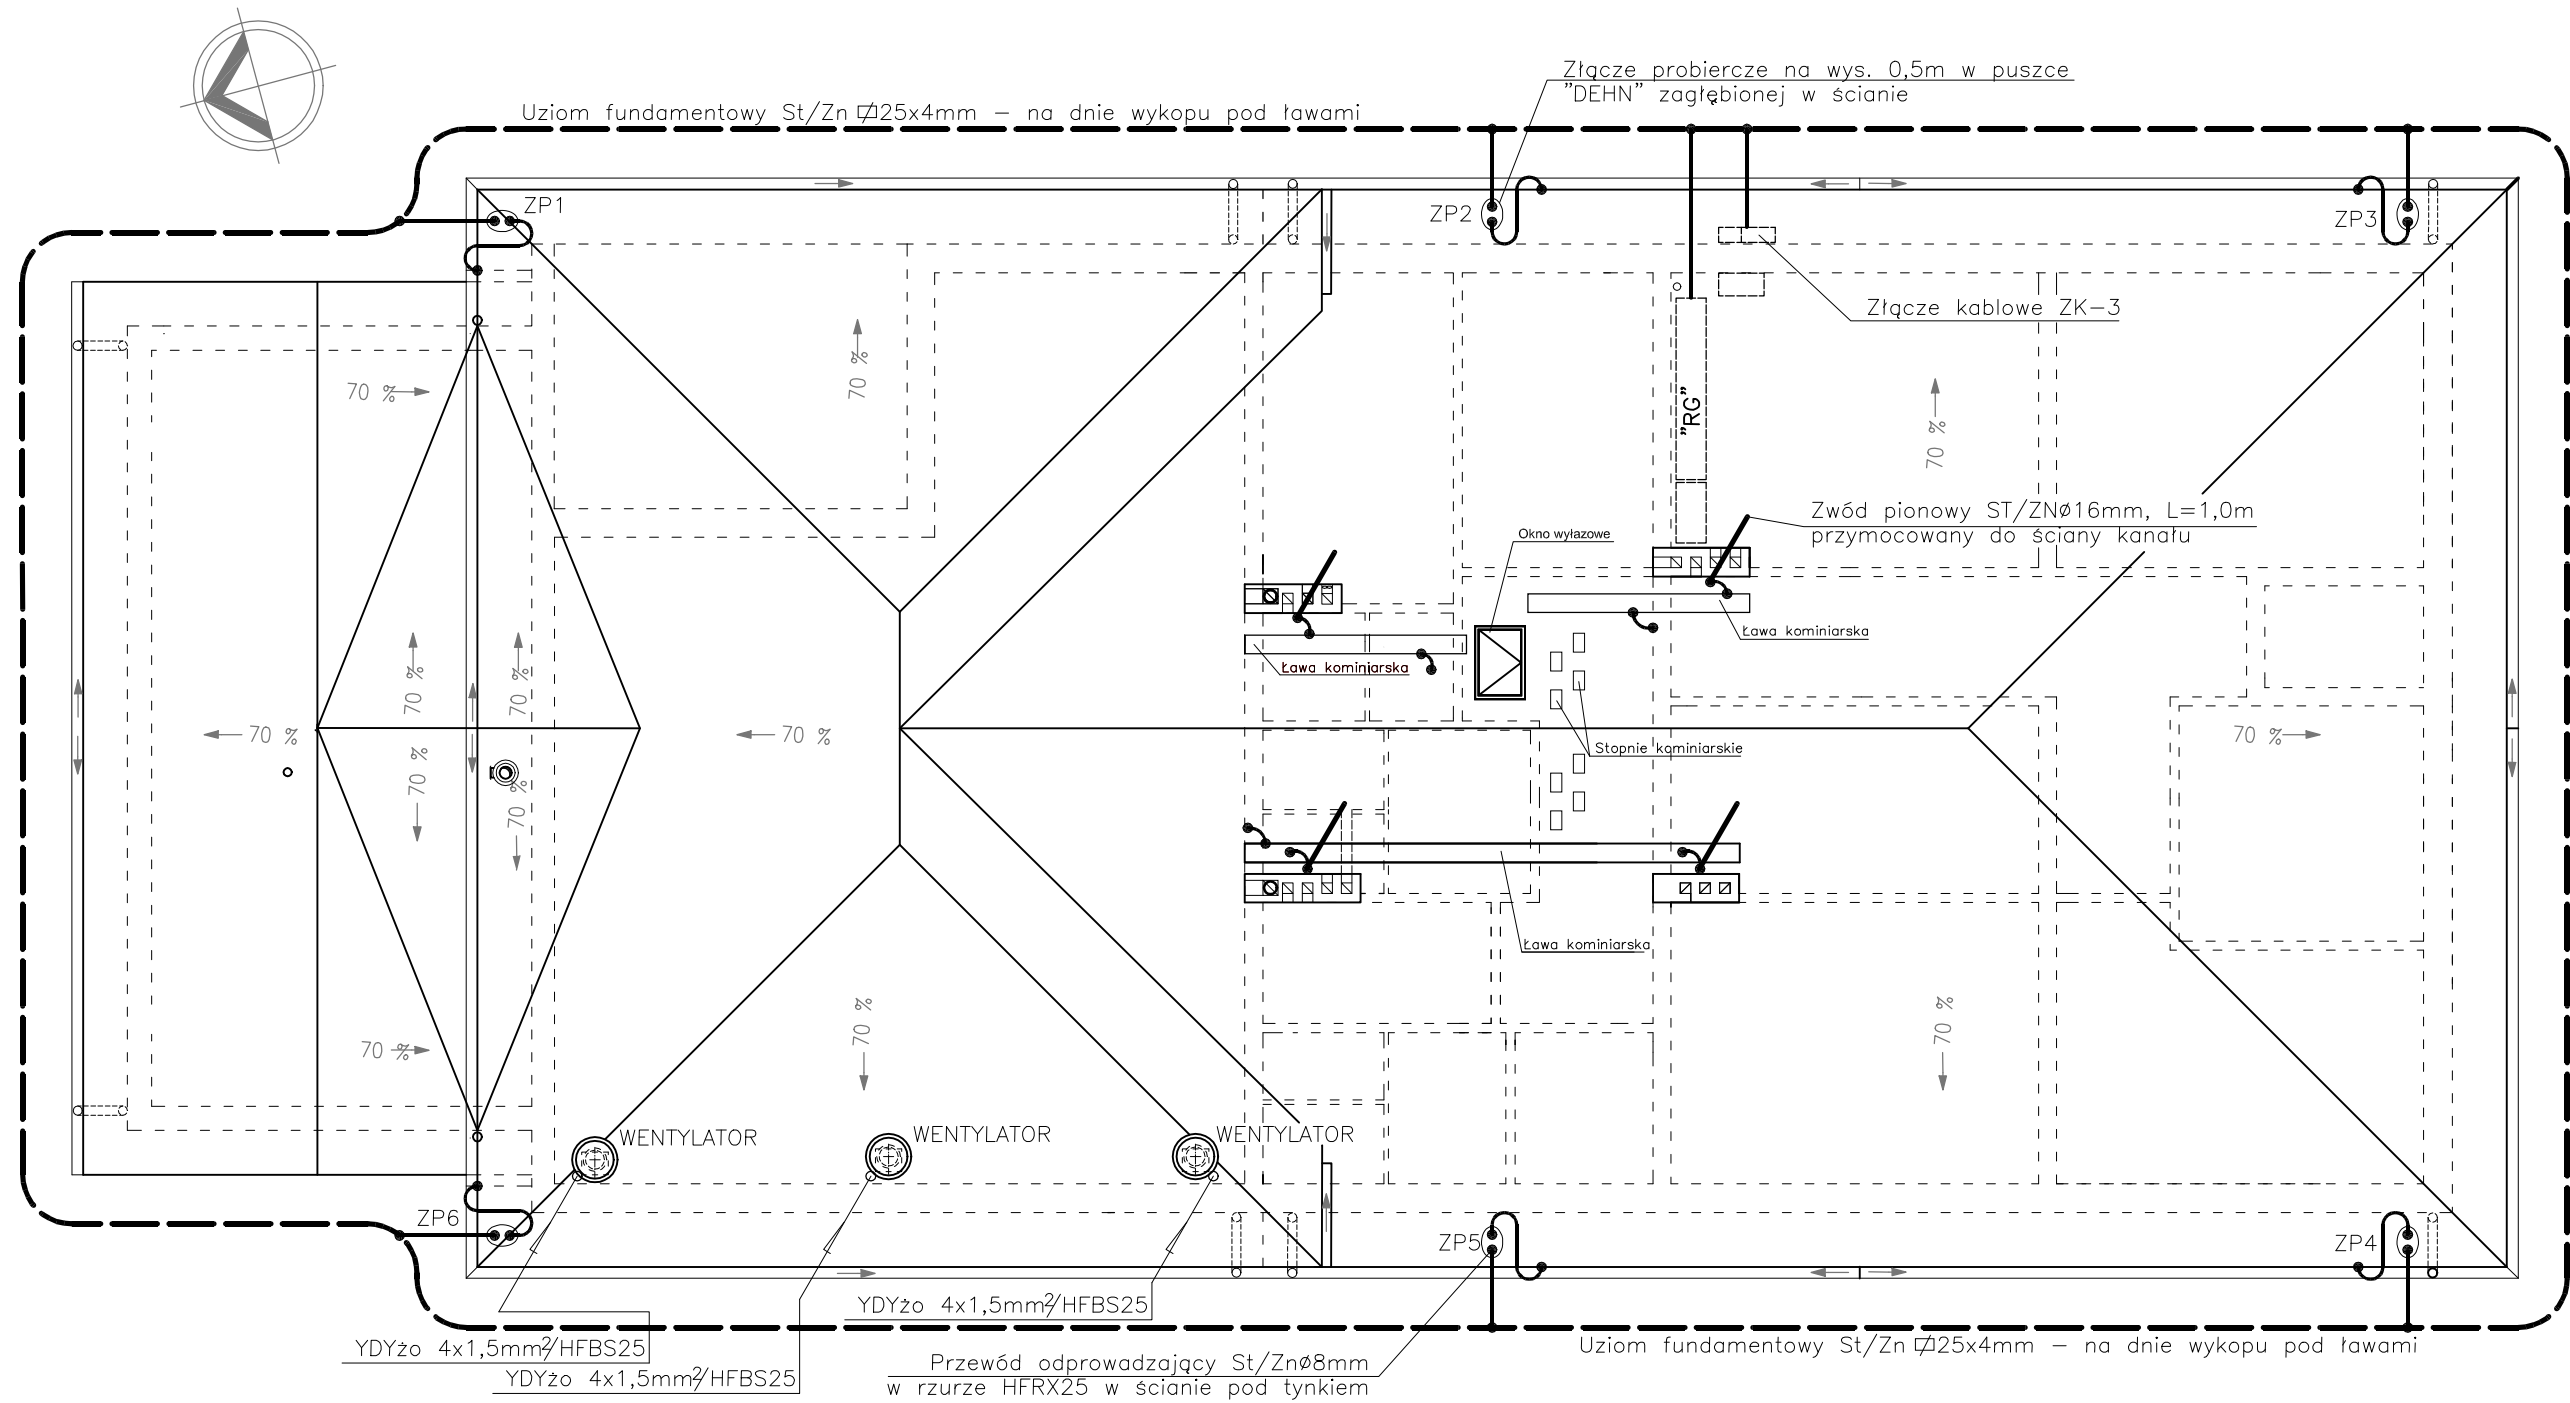 Złącze probiercze na wys. 0,5m w puszce
"DEHN" zagłębionej w ścianie
Uziom fundamentowy St/Zn 25x4mm – na dnie wykopu pod ławami
ZP1
ZP2
ZP3
Złącze kablowe ZK–3
70 %
70 %
"RG"
70 %
Zwód pionowy ST/ZNø16mm, L=1,0m
przymocowany do ściany kanału
Okno wyłazowe
Ława kominiarska
Ława kominiarska
70 %
70 %
70 %
70 %
70 %
Stopnie kominiarskie
70 %
70 %
Ława kominiarska
70 %
70 %
70 %
WENTYLATOR
WENTYLATOR
WENTYLATOR
ZP6
ZP5
ZP4
YDYżo 4x1,5mm²/HFBS25
YDYżo 4x1,5mm²/HFBS25
YDYżo 4x1,5mm²/HFBS25
Uziom fundamentowy St/Zn 25x4mm – na dnie wykopu pod ławami
Przewód odprowadzający St/Znø8mm
w rzurze HFRX25 w ścianie pod tynkiem